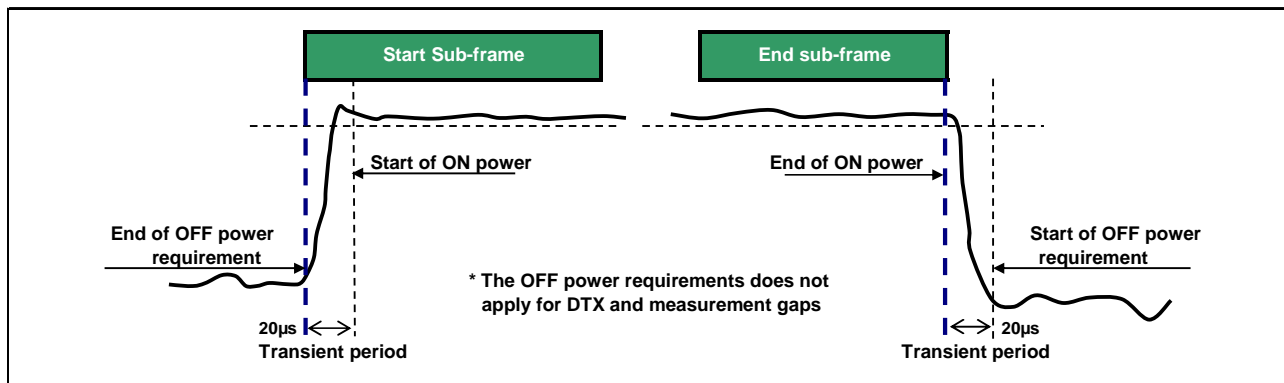 Start Sub-frame
End sub-frame
Start of ON power
End of ON power
End of OFF power
requirement
Start of OFF power
requirement
* The OFF power requirements does not
apply for DTX and measurement gaps
20µs
Transient period
20µs
Transient period